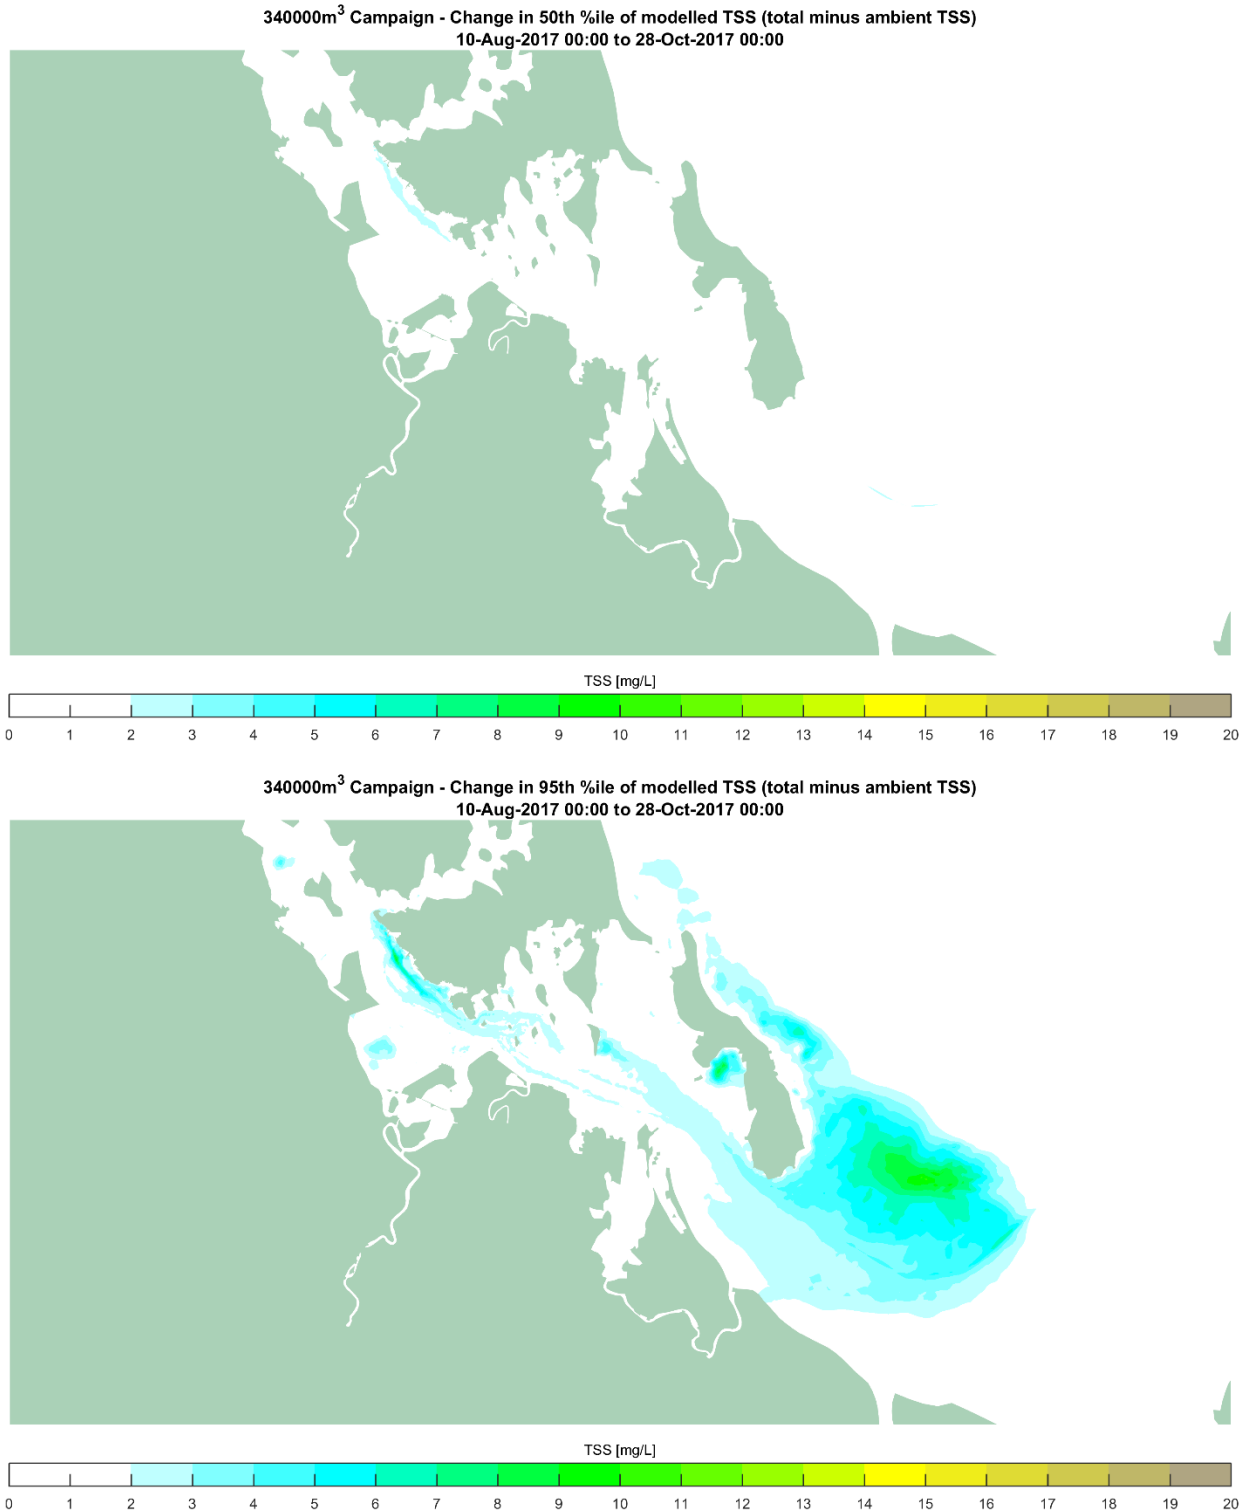 340000m³ Campaign - Change in 50th %ile of modelled TSS (total minus ambient TSS)
10-Aug-2017 00:00 to 28-Oct-2017 00:00
TSS [mg/L]
0 1 2 3 4 5 6 7 8 9 10 11 12 13 14 15 16 17 18 19 20
340000m³ Campaign - Change in 95th %ile of modelled TSS (total minus ambient TSS)
10-Aug-2017 00:00 to 28-Oct-2017 00:00
TSS [mg/L]
0 1 2 3 4 5 6 7 8 9 10 11 12 13 14 15 16 17 18 19 20